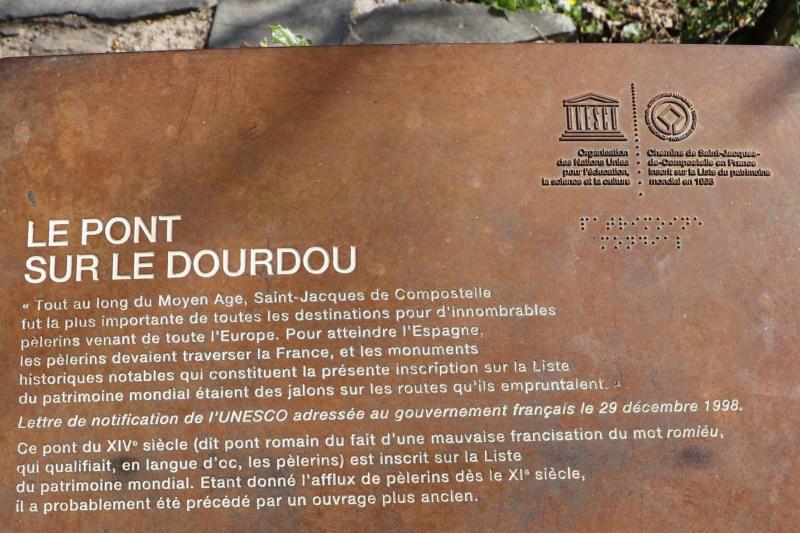 UNESCO
Organisation
des Nations Unies
pour l'éducation,
la science et la culture
Chemins de Saint-Jacques-
de-Compostelle en France
Inscrit sur la Liste du patrimoine
mondial en 1998
LE PONT
SUR LE DOURDOU
« Tout au long du Moyen Age, Saint-Jacques de Compostelle
fut la plus importante de toutes les destinations pour d'innombrables
pèlerins venant de toute l'Europe. Pour atteindre l'Espagne,
les pèlerins devaient traverser la France, et les monuments
historiques notables qui constituent la présente inscription sur la Liste
du patrimoine mondial étaient des jalons sur les routes qu'ils empruntaient. »
Lettre de notification de l'UNESCO adressée au gouvernement français le 29 décembre 1998.
Ce pont du XIVe siècle (dit pont romain du fait d'une mauvaise francisation du mot romièu,
qui qualifiait, en langue d'oc, les pèlerins) est inscrit sur la Liste
du patrimoine mondial. Etant donné l'afflux de pèlerins dès le XIe siècle,
il a probablement été précédé par un ouvrage plus ancien.